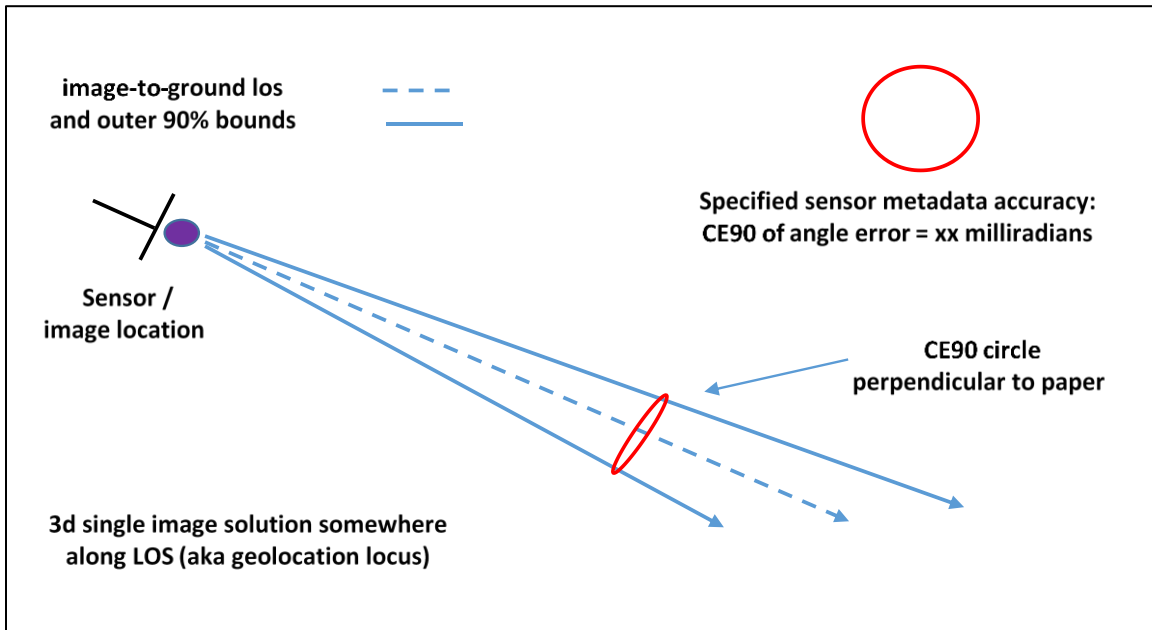 image-to-ground los
and outer 90% bounds
Specified sensor metadata accuracy:
CE90 of angle error = xx milliradians
Sensor /
image location
CE90 circle
perpendicular to paper
3d single image solution somewhere
along LOS (aka geolocation locus)